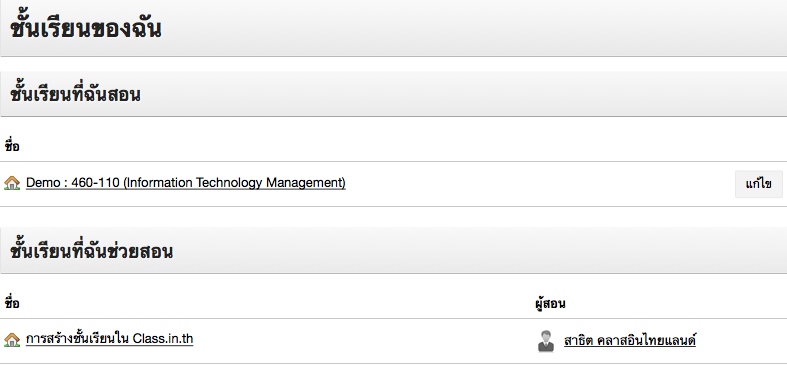 ชั้นเรียนของฉัน
ชั้นเรียนที่ฉันสอน
ชื่อ
Demo : 460-110 (Information Technology Management) แก้ไข
ชั้นเรียนที่ฉันช่วยสอน
ชื่อ ผู้สอน
การสร้างชั้นเรียนใน Class.in.th สาธิต คลาสอินไทยแลนด์